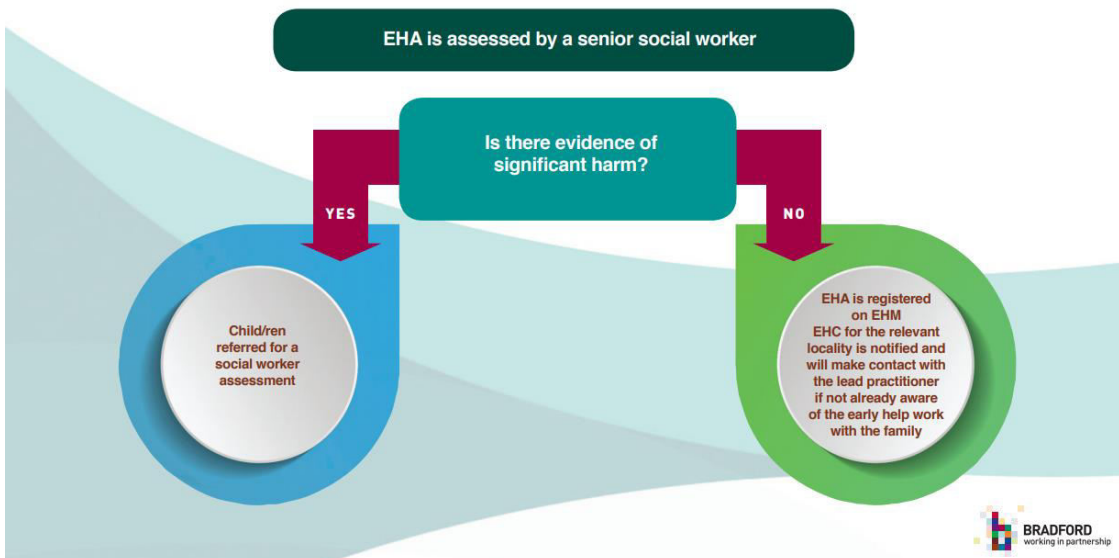 EHA is assessed by a senior social worker
Is there evidence of
significant harm?
YES
NO
Child/ren
referred for a
social worker
assessment
EHA is registered
on EHM
EHC for the relevant
locality is notified and
will make contact with
the lead practitioner
if not already aware
of the early help work
with the family
BRADFORD
working in partnership